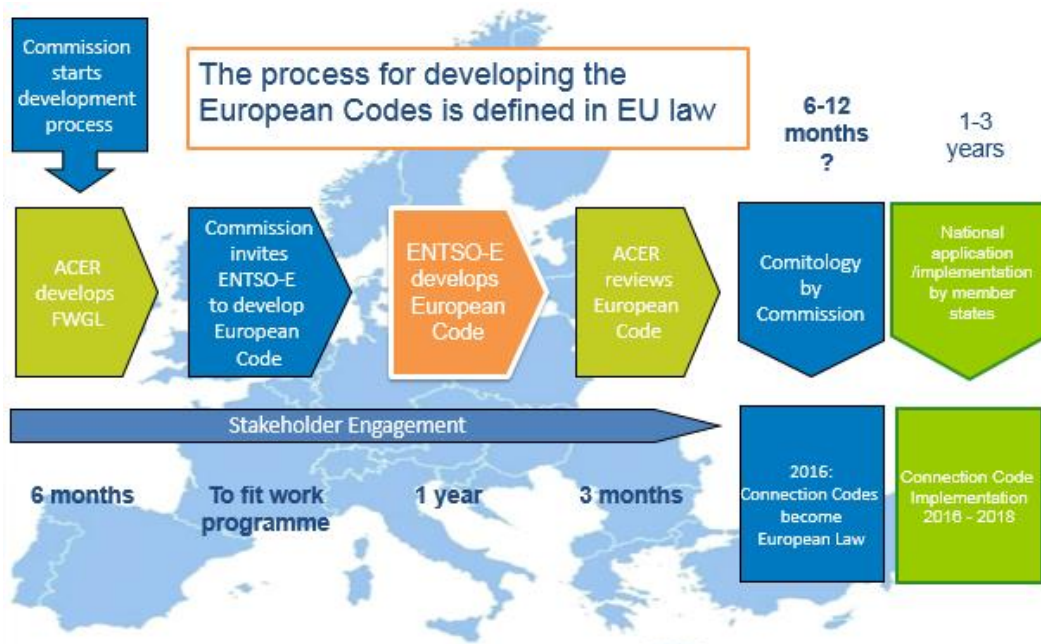 Commission
starts
development
process
The process for developing the
European Codes is defined in EU law
6-12
months
?
1-3
years
ACER
develops
FWGL
Commission
invites
ENTSO-E
to develop
European
Code
ENTSO-E
develops
European
Code
ACER
reviews
European
Code
Comitology
by
Commission
National
application
/implementation
by member
states
Stakeholder Engagement
6 months
To fit work
programme
1 year
3 months
2016:
Connection Codes
become
European Law
Connection Code
Implementation
2016 - 2018